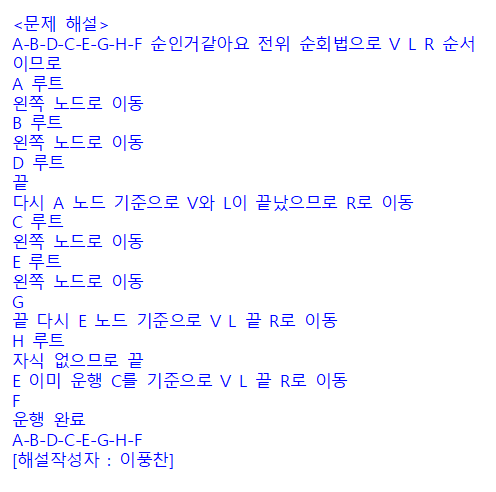 <문제 해설>
A-B-D-C-E-G-H-F 순인거같아요 전위 순회법으로 V L R 순서
이므로
A 루트
왼쪽 노드로 이동
B 루트
왼쪽 노드로 이동
D 루트
끝
다시 A 노드 기준으로 V와 L이 끝났으므로 R로 이동
C 루트
왼쪽 노드로 이동
E 루트
왼쪽 노드로 이동
G
끝 다시 E 노드 기준으로 V L 끝 R로 이동
H 루트
자식 없으므로 끝
E 이미 운행 C를 기준으로 V L 끝 R로 이동
F
운행 완료
A-B-D-C-E-G-H-F
[해설작성자 : 이풍찬]